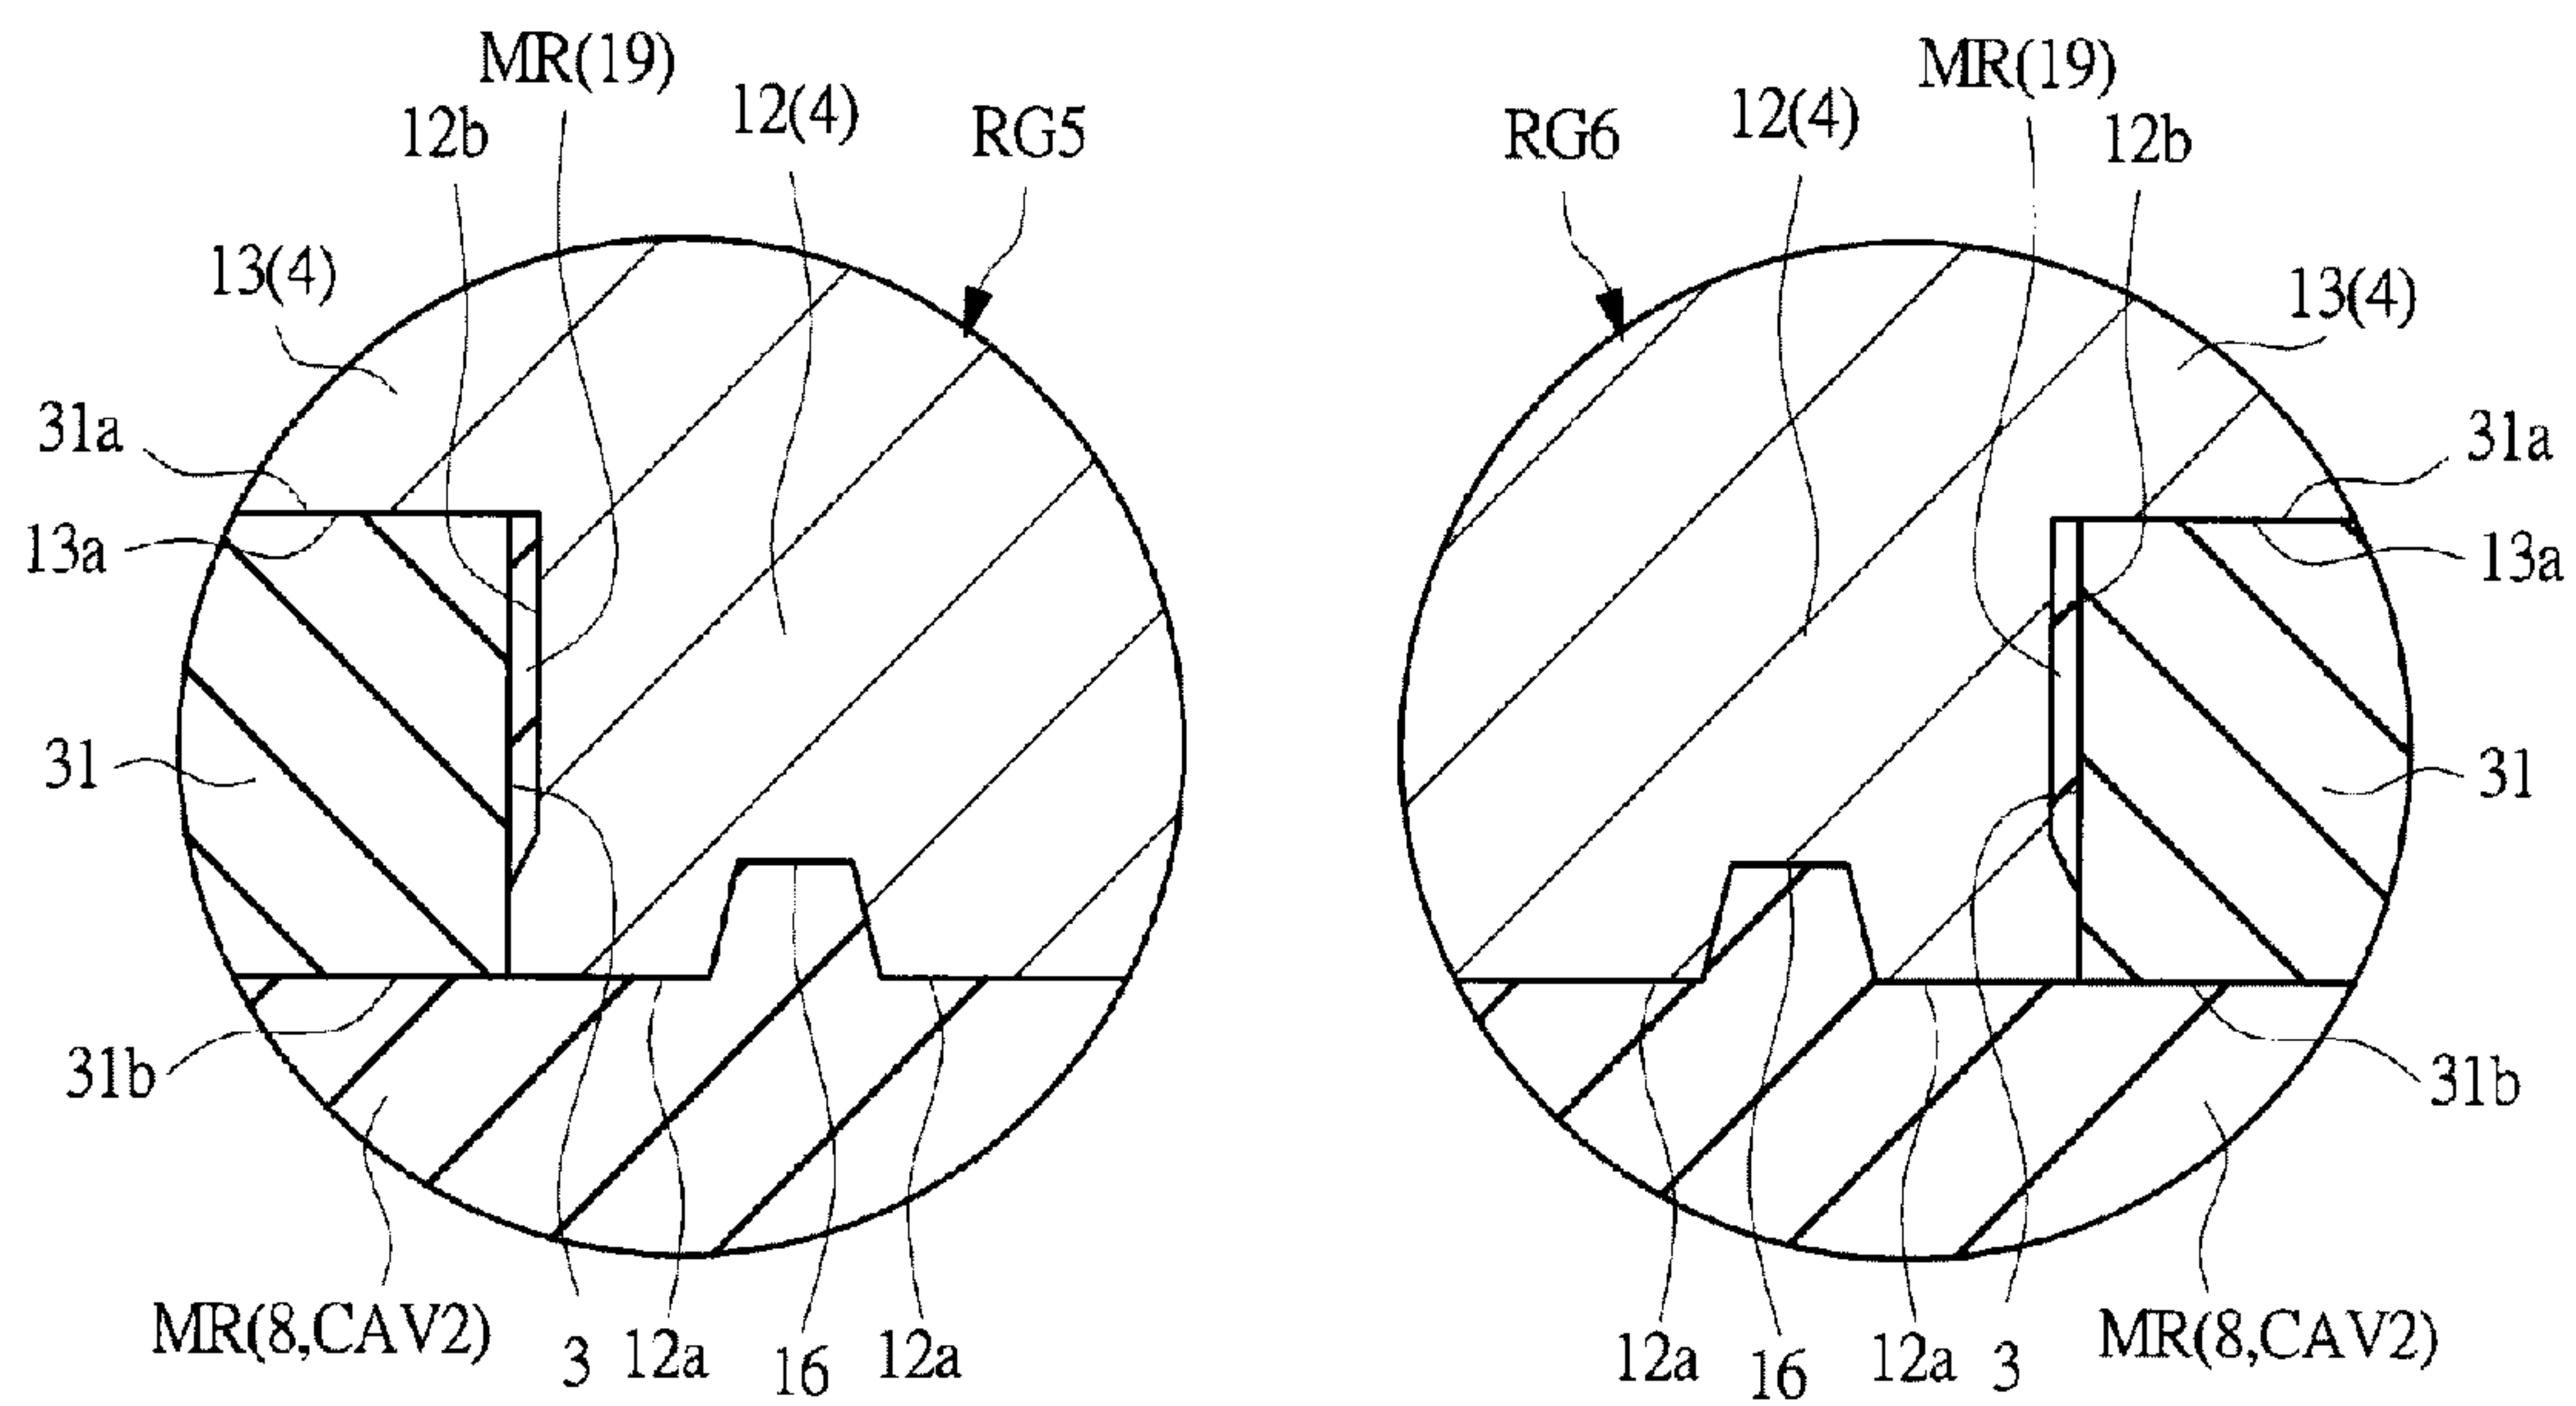 MR(19)
12b
12(4)
RG5
13(4)
31a
13a
31
31b
MR(8,CAV2)
3
12a
16
12a
MR(19)
RG6
12(4)
12b
13(4)
31a
13a
31
31b
12a
16
12a
3
MR(8,CAV2)